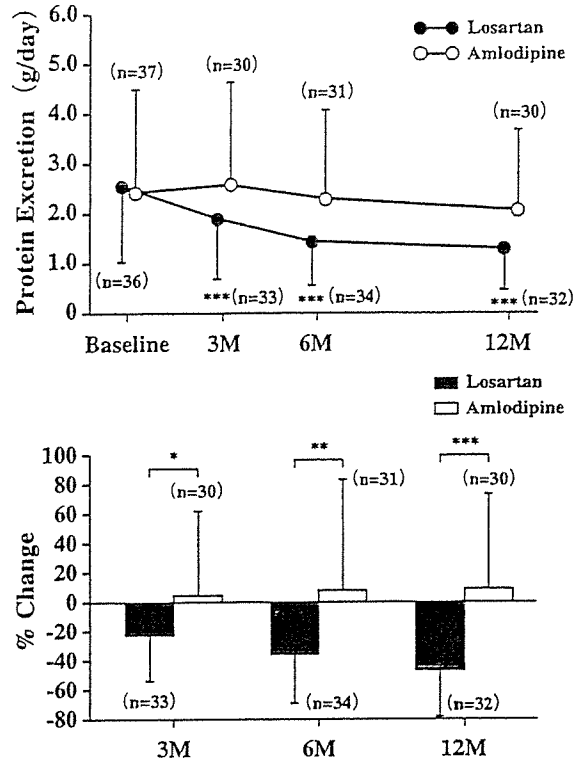 6.0
5.0
4.0
3.0
2.0
1.0
0
Protein Excretion (g/day)
Losartan
Amlodipine
(n=37)
(n=30)
(n=31)
(n=30)
(n=36)
***(n=33)
***(n=34)
***(n=32)
Baseline
3M
6M
12M
Losartan
Amlodipine
100
80
60
40
20
0
-20
-40
-60
-80
% Change
*
**
***
(n=30)
(n=31)
(n=30)
(n=33)
(n=34)
(n=32)
3M
6M
12M